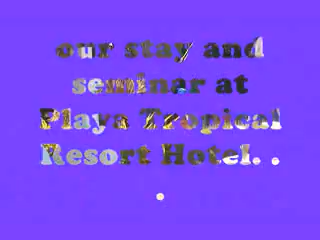 our stay and
seminar at
Playa Tropical
Resort Hotel. .
.